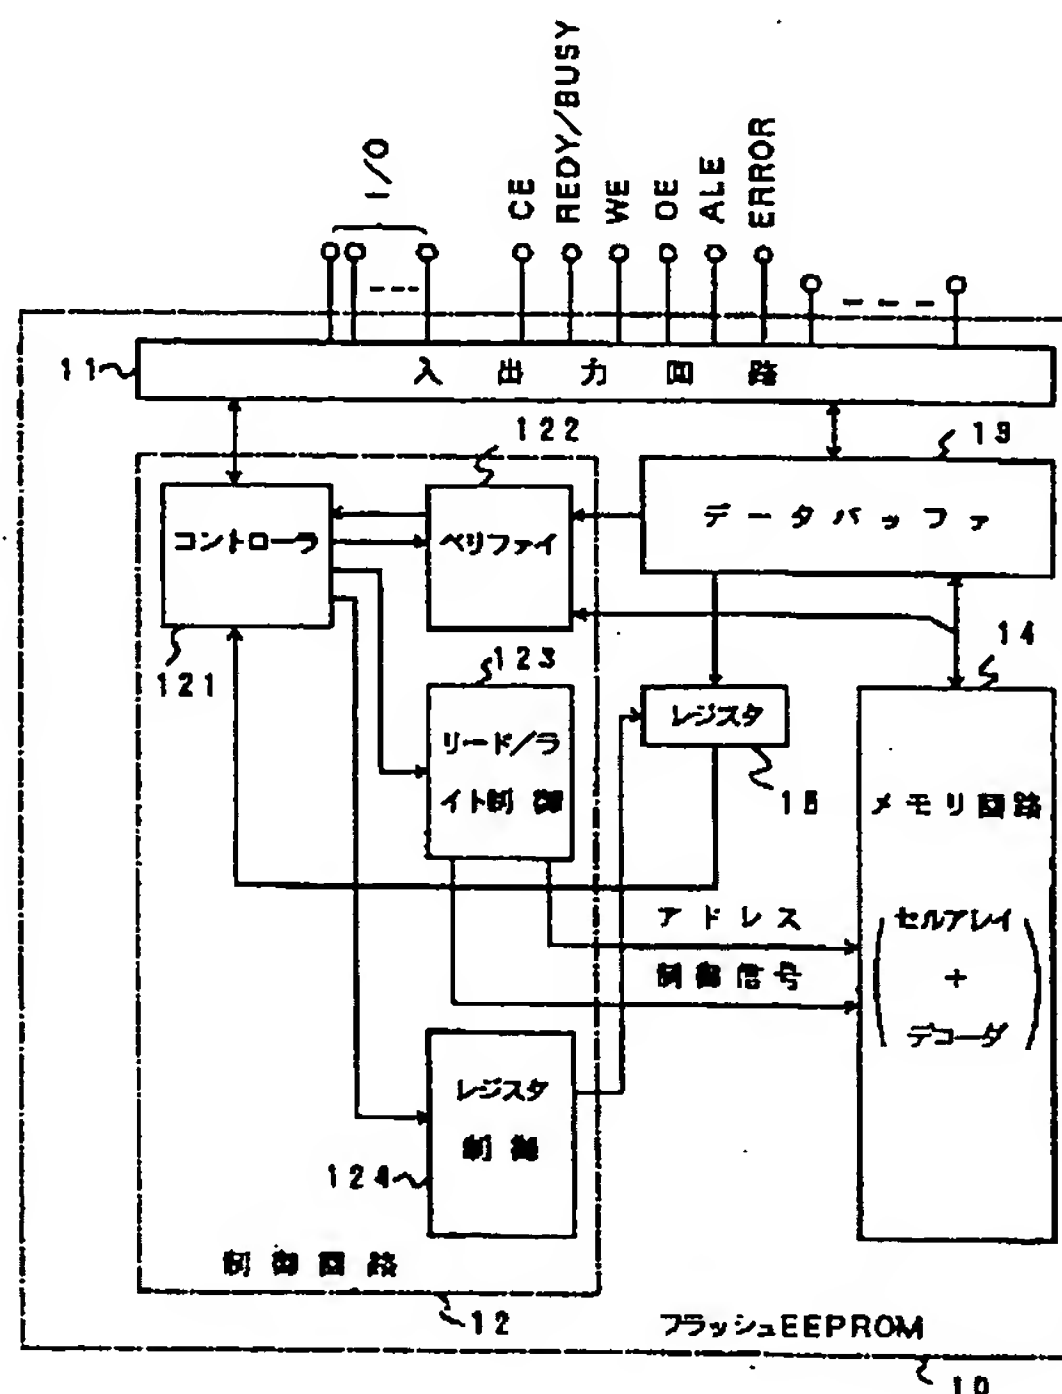 I/O
CE
REDY/BUSY
WE
OE
ALE
ERROR
11
入出力回路
122
13
コントローラ
ベリファイ
データバッファ
121
123
14
リード/ラ
イト制御
レジスタ
15
メモリ回路
アドレス
制御信号
セルアレイ
+
デコーダ
レジスタ
制御
124
制御回路
12
フラッシュEEPROM
10